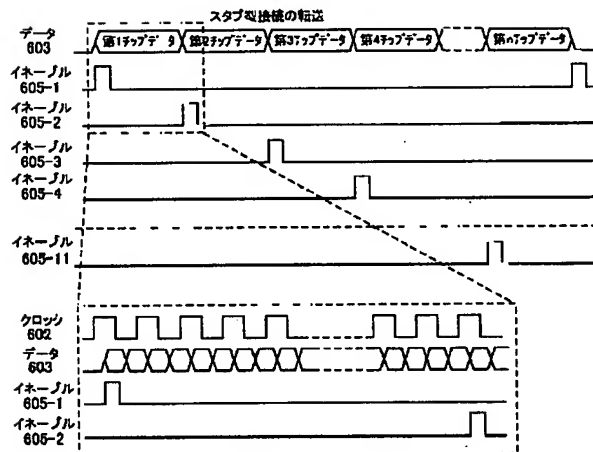 スタブ型接続の転送
データ
603
第1チップデータ 第2チップデータ 第3チップデータ 第4チップデータ 第nチップデータ
イネーブル
605-1
イネーブル
605-2
イネーブル
605-3
イネーブル
605-4
イネーブル
605-11
クロック
602
データ
603
イネーブル
605-1
イネーブル
605-2